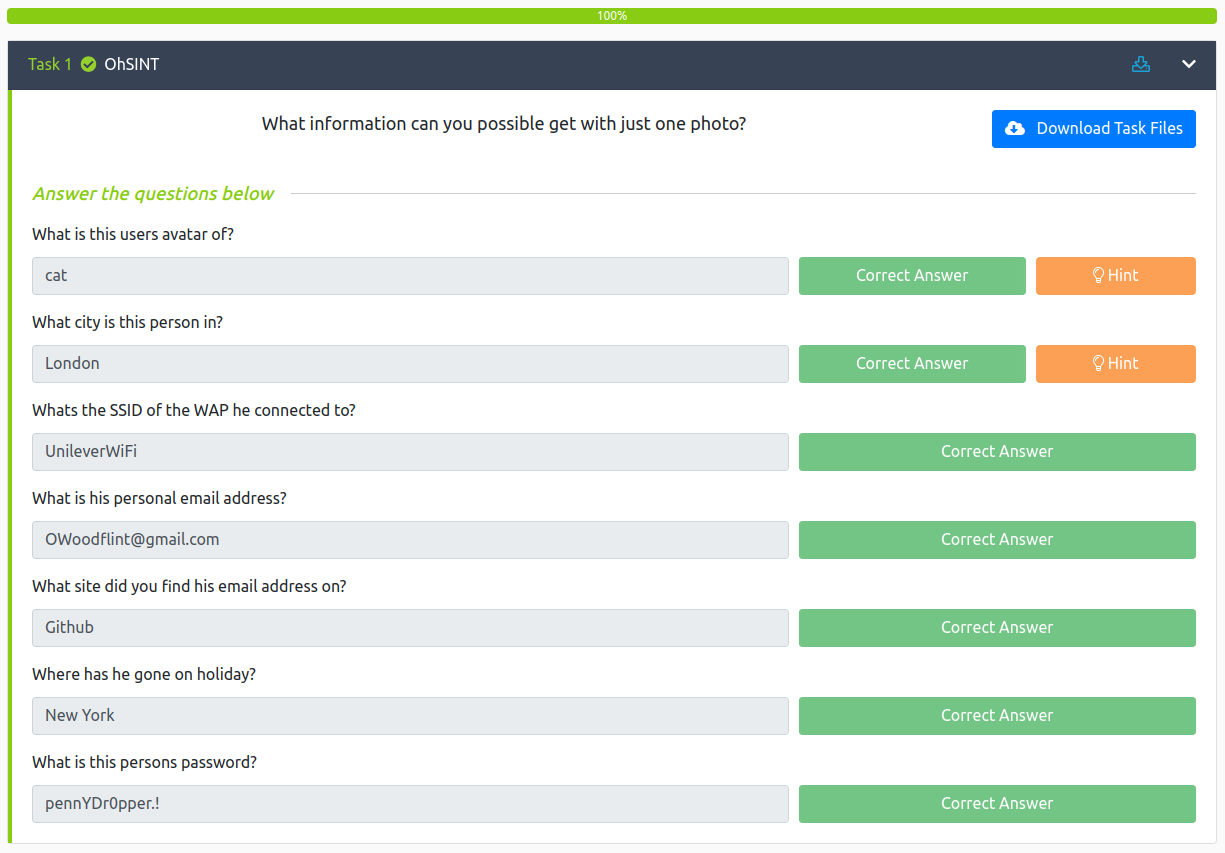 100%
Task 1 OhSINT
What information can you possible get with just one photo?
Download Task Files
Answer the questions below
What is this users avatar of?
cat Correct Answer Hint
What city is this person in?
London Correct Answer Hint
Whats the SSID of the WAP he connected to?
UnileverWiFi Correct Answer
What is his personal email address?
OWoodflint@gmail.com Correct Answer
What site did you find his email address on?
Github Correct Answer
Where has he gone on holiday?
New York Correct Answer
What is this persons password?
pennYDr0pper.! Correct Answer